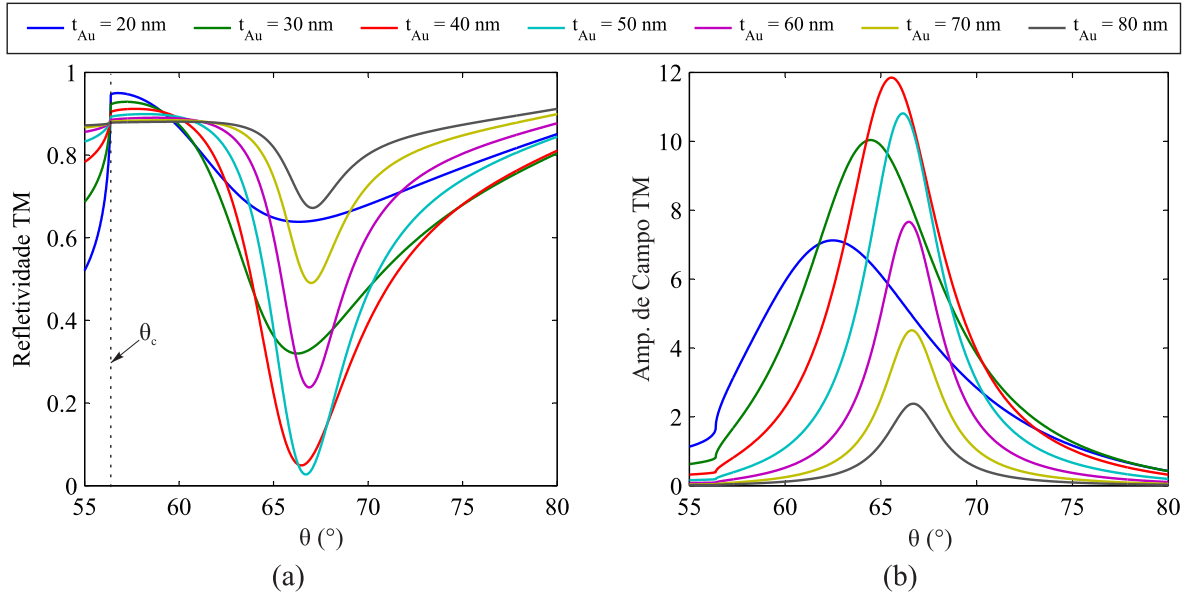 t_Au = 20 nm t_Au = 30 nm t_Au = 40 nm t_Au = 50 nm t_Au = 60 nm t_Au = 70 nm t_Au = 80 nm
Refletividade TM
1
0.8
0.6
0.4
0.2
0
θ_c
55 60 65 70 75 80
θ (°)
(a)
Amp. de Campo TM
12
10
8
6
4
2
0
55 60 65 70 75 80
θ (°)
(b)